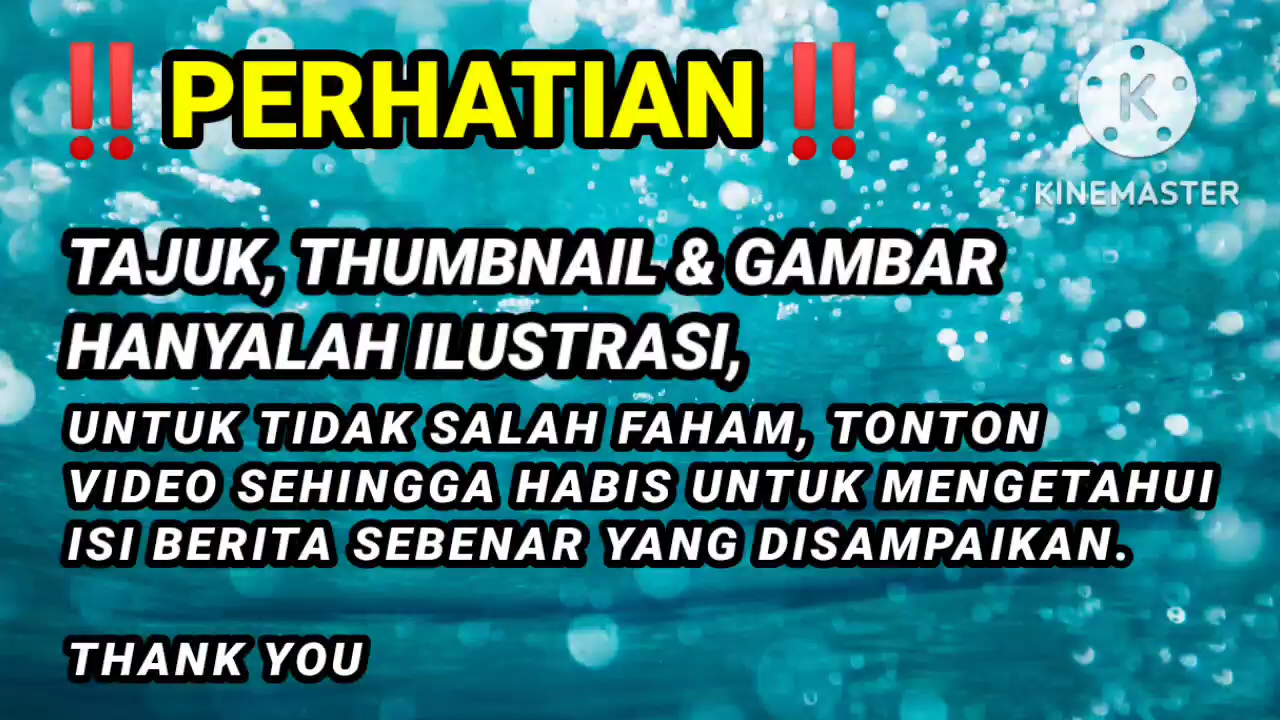 ‼PERHATIAN‼
K
KINEMASTER
TAJUK, THUMBNAIL & GAMBAR
HANYALAH ILUSTRASI,
UNTUK TIDAK SALAH FAHAM, TONTON
VIDEO SEHINGGA HABIS UNTUK MENGETAHUI
ISI BERITA SEBENAR YANG DISAMPAIKAN.
THANK YOU